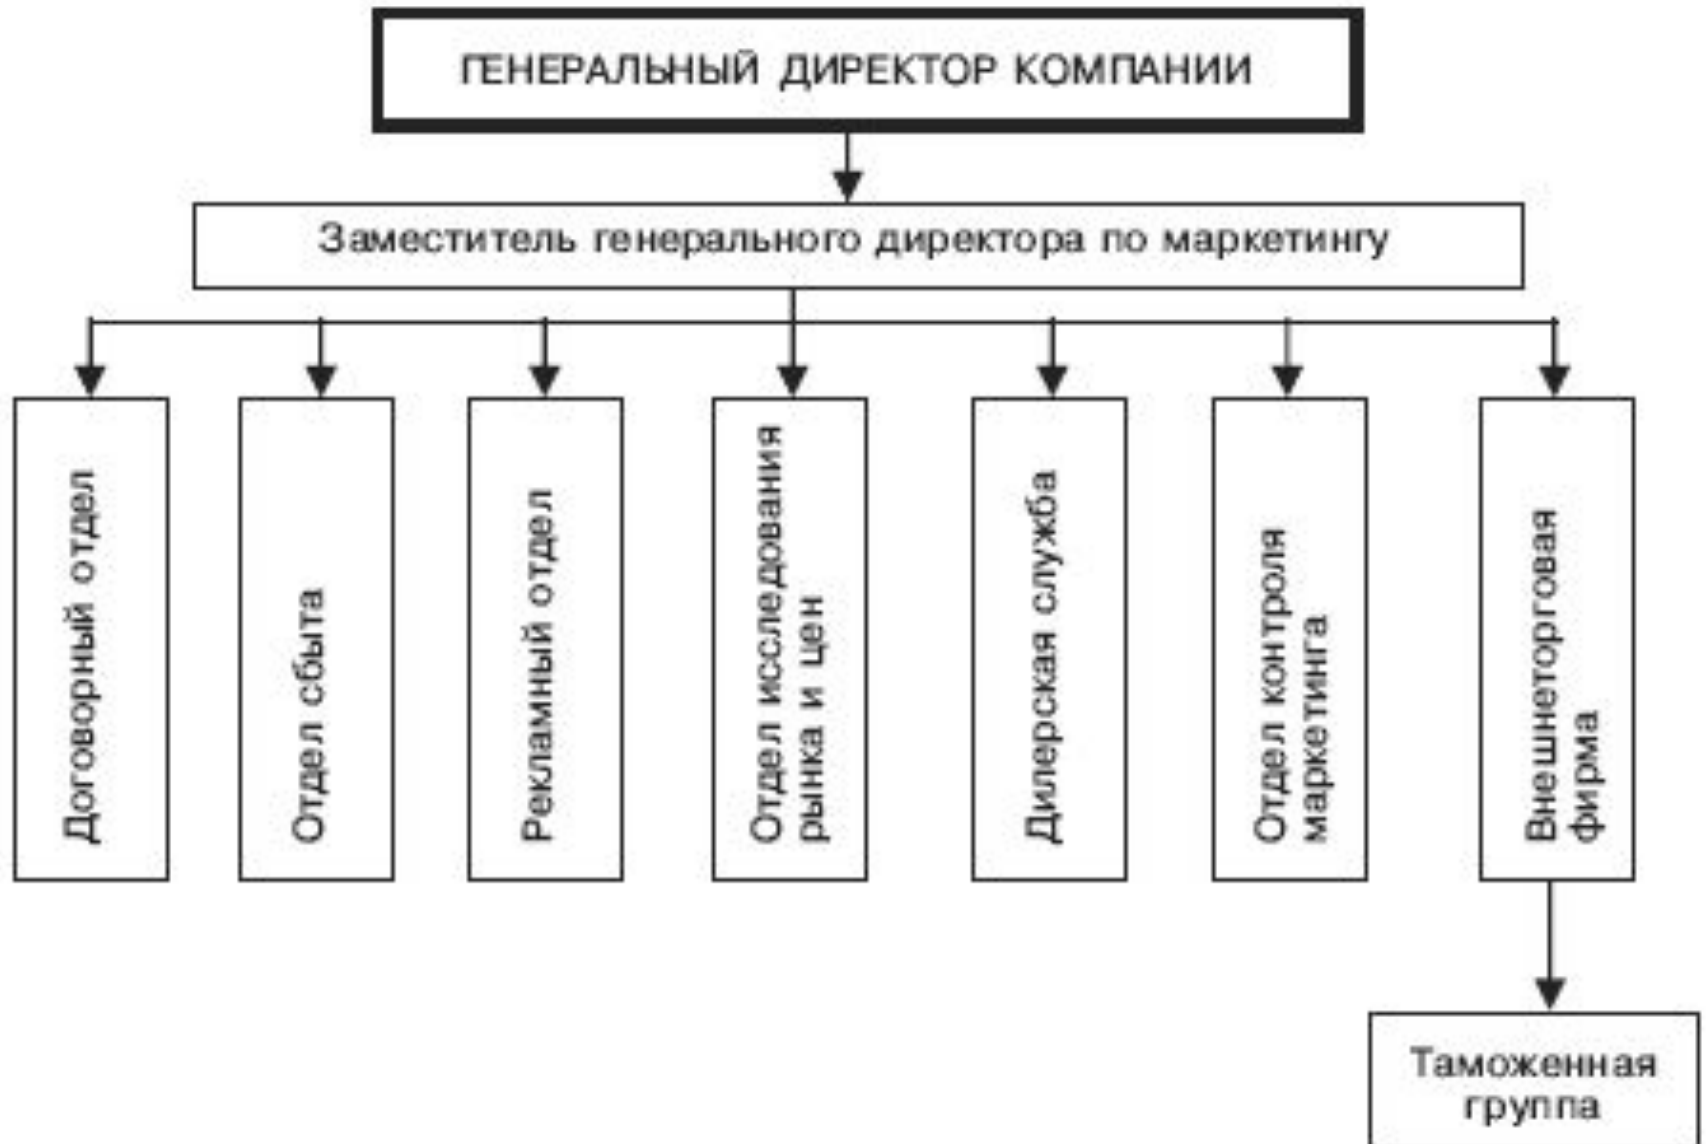 ГЕНЕРАЛЬНЫЙ ДИРЕКТОР КОМПАНИИ
Заместитель генерального директора по маркетингу
Договорный отдел
Отдел сбыта
Рекламный отдел
Отдел исследования
рынка и цен
Дилерская служба
Отдел контроля
маркетинга
Внешнеторговая
фирма
Таможенная
группа